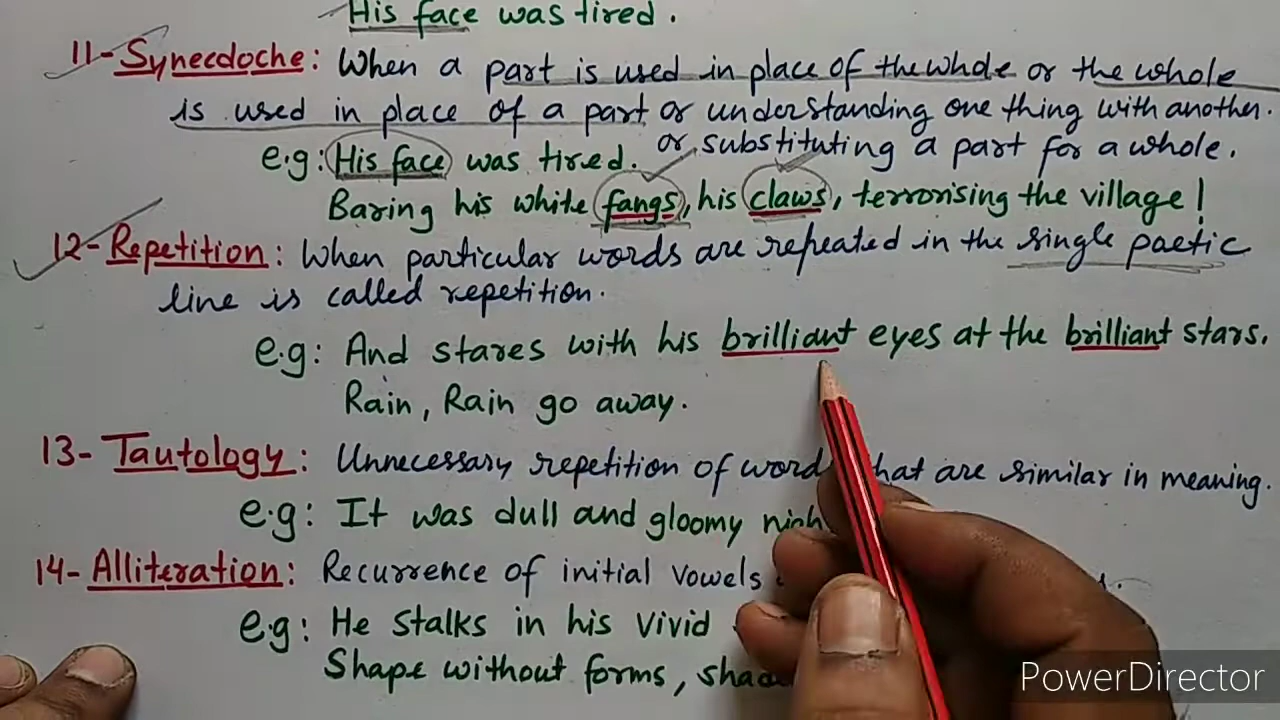 His face was tired.
11- Synecdoche: When a part is used in place of the whole or the whole
is used in place of a part or understanding one thing with another.
or substituting a part for a whole.
e.g: His face was tired.
Baring his white fangs, his claws, terrorising the village!
12- Repetition: When particular words are repeated in the single paetic
line is called repetition.
e.g: And stares with his brilliant eyes at the brilliant stars.
Rain, Rain go away.
13- Tautology: Unnecessary repetition of word that are similar in meaning.
e.g: It was dull and gloomy
14- Alliteration: Recurrence of initial vowels
e.g: He stalks in his vivid
Shape without forms,
PowerDirector